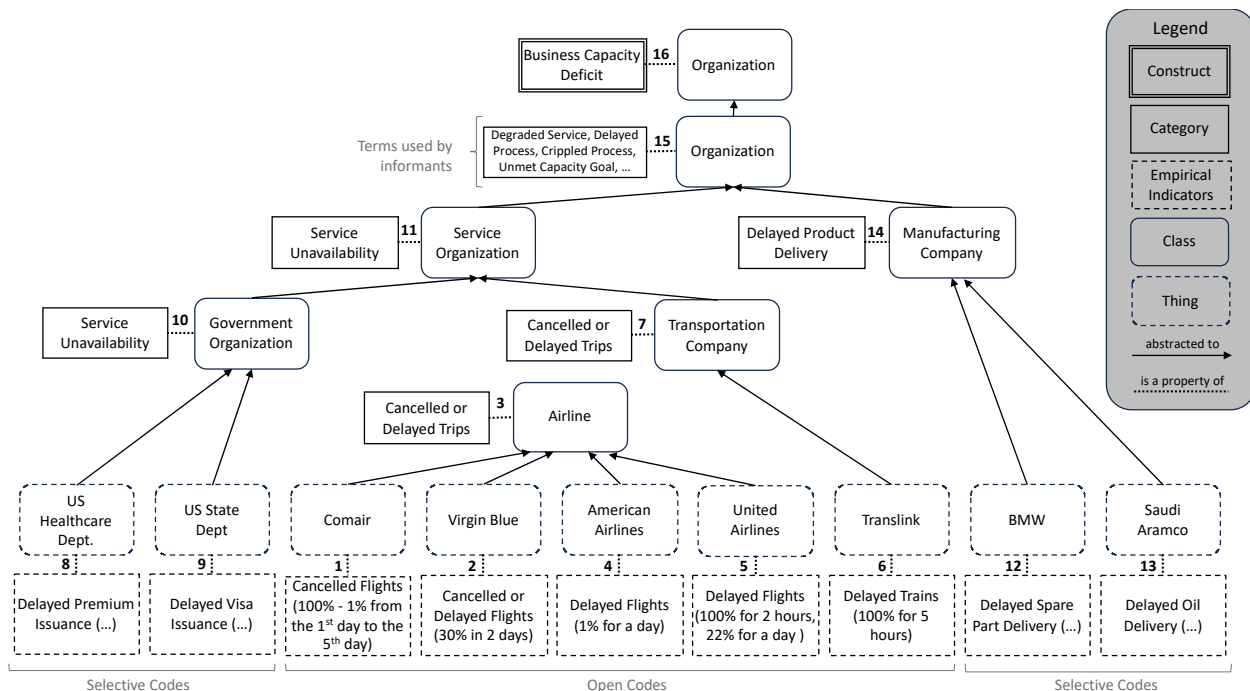 Legend
Construct
Category
Empirical
Indicators
Class
Thing
abstracted to
is a property of
Business Capacity
Deficit
16
Organization
Terms used by
informants
Degraded Service, Delayed
Process, Crippled Process,
Unmet Capacity Goal, ...
15
Organization
Service
Unavailability
11
Service
Organization
Delayed Product
Delivery
14
Manufacturing
Company
Service
Unavailability
10
Government
Organization
Cancelled or
Delayed Trips
7
Transportation
Company
Cancelled or
Delayed Trips
3
Airline
US
Healthcare
Dept.
US State
Dept
Comair
Virgin Blue
American
Airlines
United
Airlines
Translink
BMW
Saudi
Aramco
8
9
1
2
4
5
6
12
13
Delayed Premium
Issuance (...)
Delayed Visa
Issuance (...)
Cancelled Flights
(100% - 1% from
the 1st day to the
5th day)
Cancelled or
Delayed Flights
(30% in 2 days)
Delayed Flights
(1% for a day)
Delayed Flights
(100% for 2 hours,
22% for a day )
Delayed Trains
(100% for 5
hours)
Delayed Spare
Part Delivery (...)
Delayed Oil
Delivery (...)
Selective Codes
Open Codes
Selective Codes